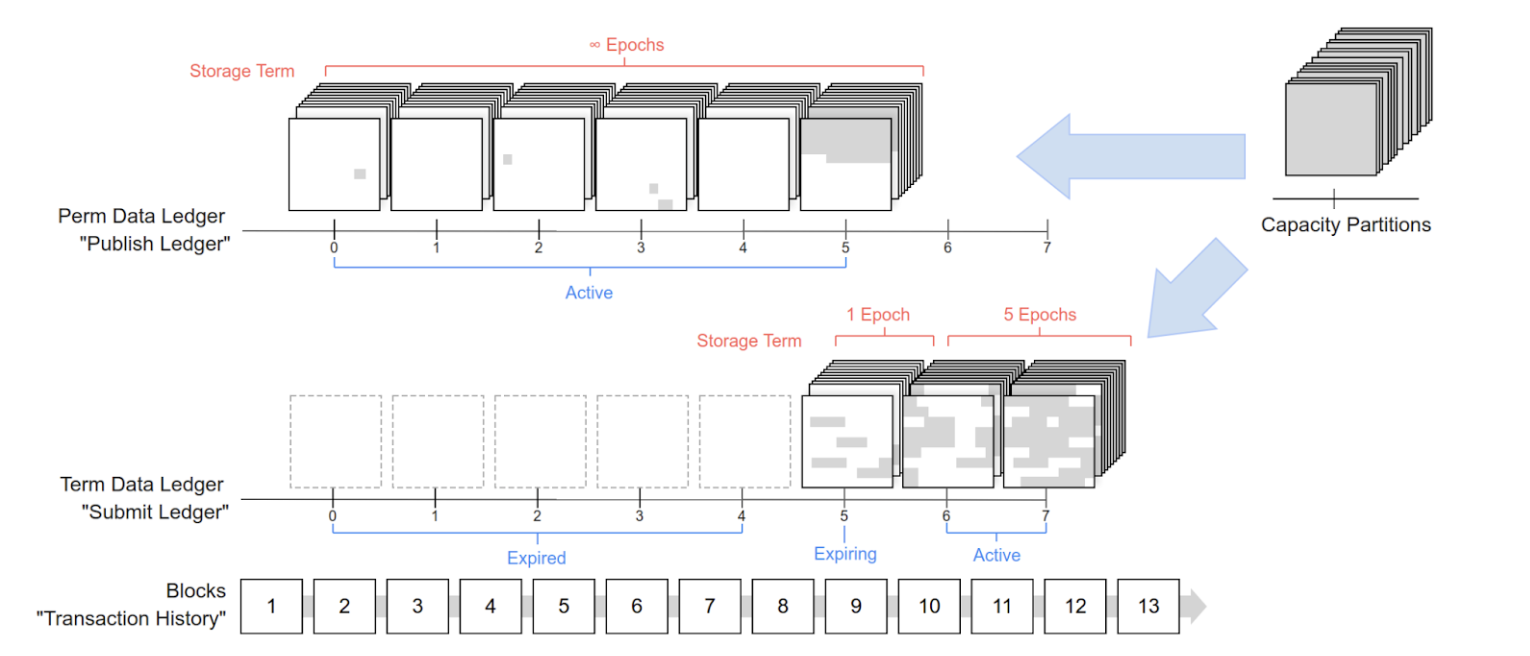 ∞ Epochs
Storage Term
Perm Data Ledger
"Publish Ledger"
0 1 2 3 4 5 6 7
Active
Capacity Partitions
1 Epoch 5 Epochs
Storage Term
Term Data Ledger
"Submit Ledger"
0 1 2 3 4 5 6 7
Expired Expiring Active
Blocks
"Transaction History"
1 2 3 4 5 6 7 8 9 10 11 12 13